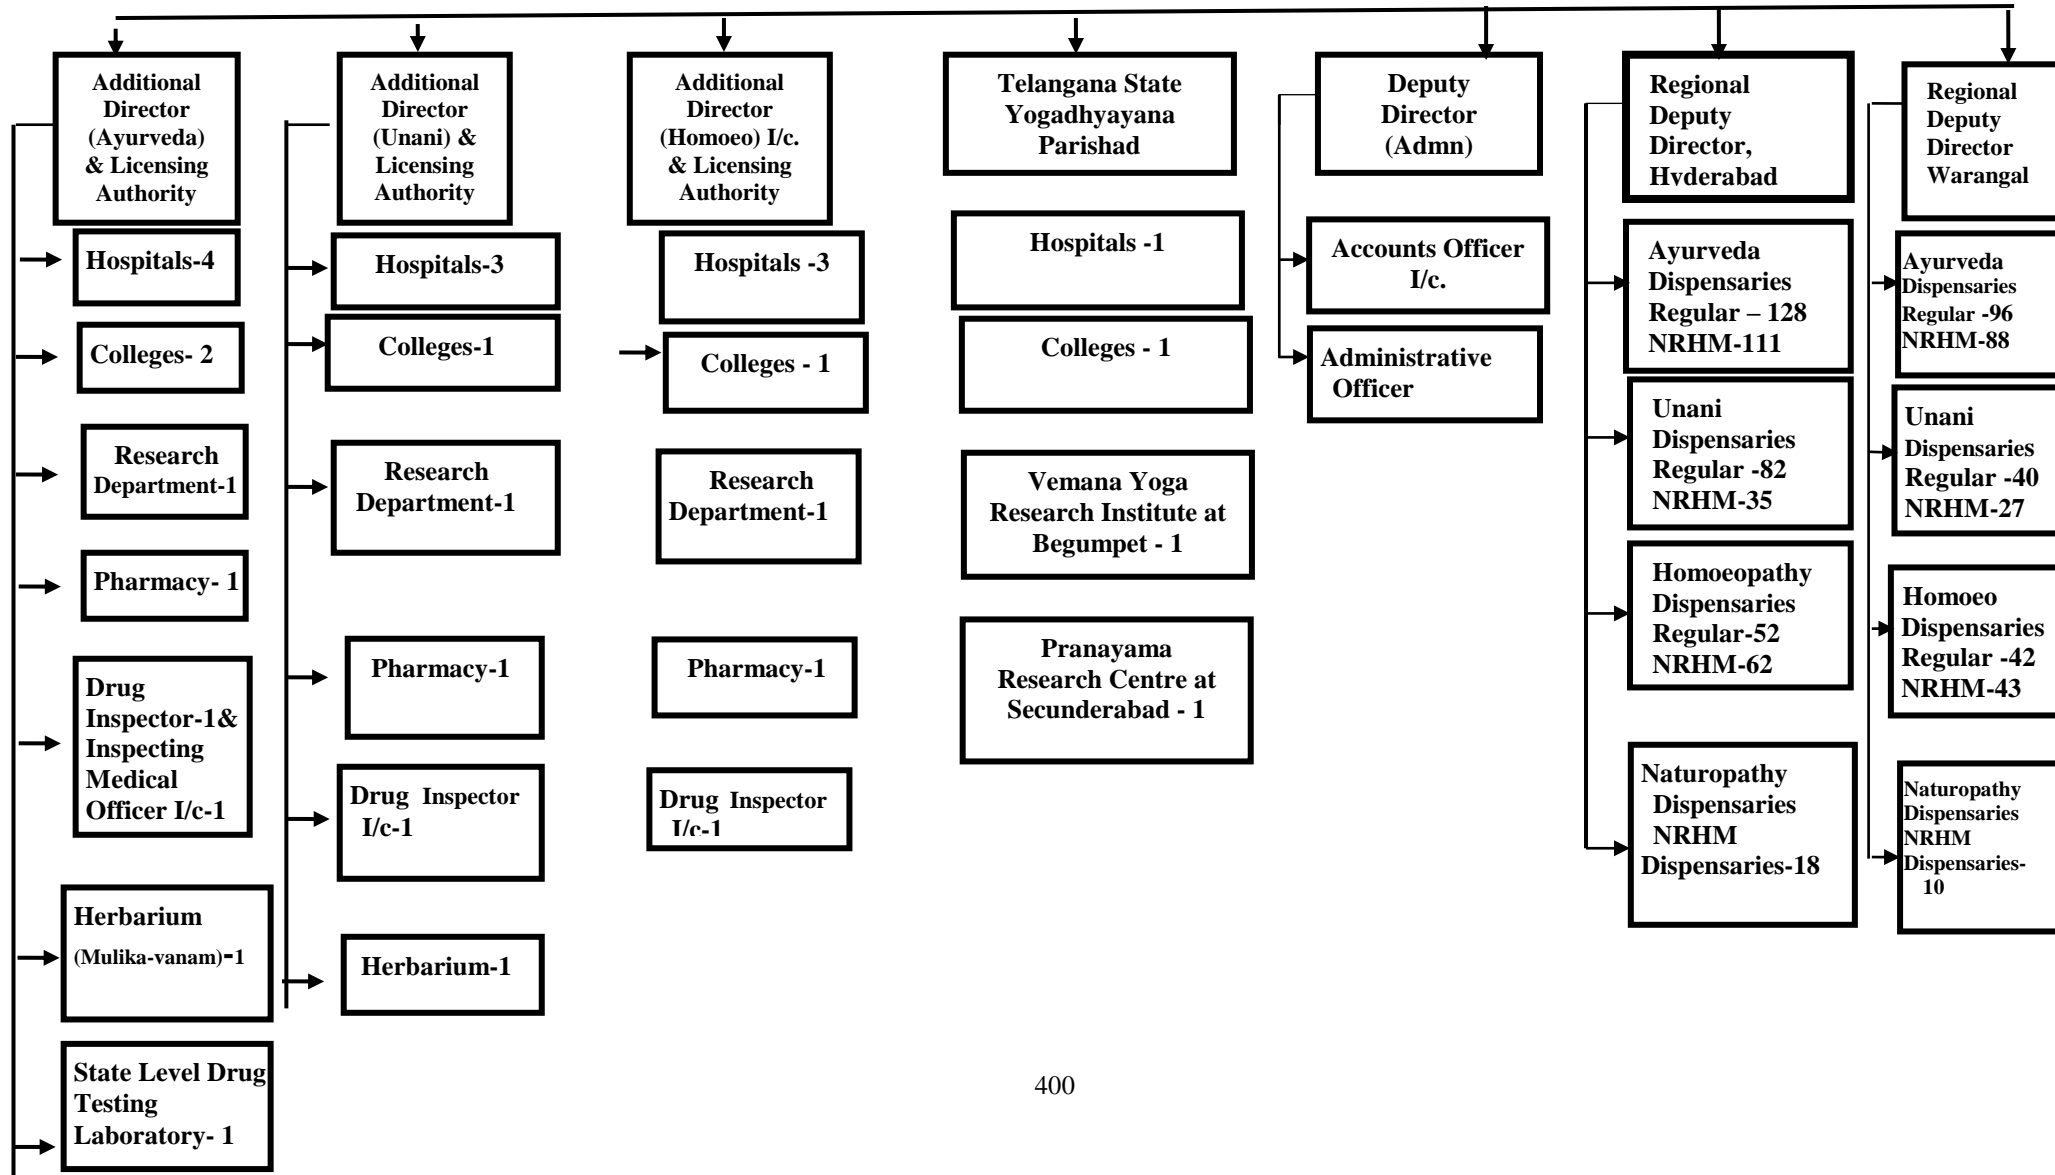 Additional
Director
(Ayurveda)
& Licensing
Authority
Hospitals-4
Colleges- 2
Research
Department-1
Pharmacy- 1
Drug
Inspector-1&
Inspecting
Medical
Officer I/c-1
Herbarium
(Mulika-vanam)-1
State Level Drug
Testing
Laboratory- 1
Additional
Director
(Unani) &
Licensing
Authority
Hospitals-3
Colleges-1
Research
Department-1
Pharmacy-1
Drug Inspector
I/c-1
Herbarium-1
Additional
Director
(Homoeo) I/c.
& Licensing
Authority
Hospitals -3
Colleges - 1
Research
Department-1
Pharmacy-1
Drug Inspector
I/c-1
Telangana State
Yogadhyayana
Parishad
Hospitals -1
Colleges - 1
Vemana Yoga
Research Institute at
Begumpet - 1
Pranayama
Research Centre at
Secunderabad - 1
Deputy
Director
(Admn)
Accounts Officer
I/c.
Administrative
Officer
Regional
Deputy
Director,
Hyderabad
Ayurveda
Dispensaries
Regular – 128
NRHM-111
Unani
Dispensaries
Regular -82
NRHM-35
Homoeopathy
Dispensaries
Regular-52
NRHM-62
Naturopathy
Dispensaries
NRHM
Dispensaries-18
Regional
Deputy
Director
Warangal
Ayurveda
Dispensaries
Regular -96
NRHM-88
Unani
Dispensaries
Regular -40
NRHM-27
Homoeo
Dispensaries
Regular -42
NRHM-43
Naturopathy
Dispensaries
NRHM
Dispensaries-
10
400